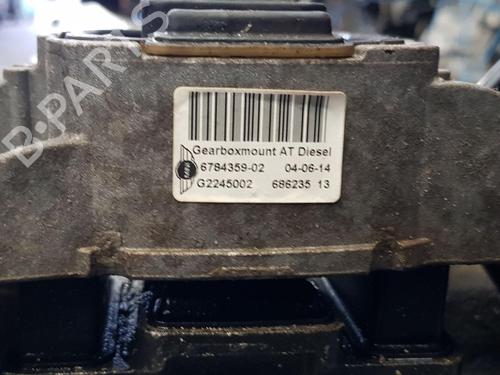 B-PARTS
Gearboxmount AT Diesel
6784359-02 04-06-14
G2245002 686235 13